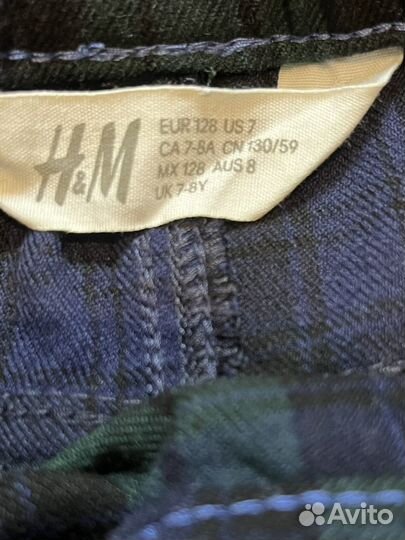 H&M
EUR 128 US 7
CA 7-8A CN 130/59
MX 128 AUS 8
UK 7-8Y
Avito